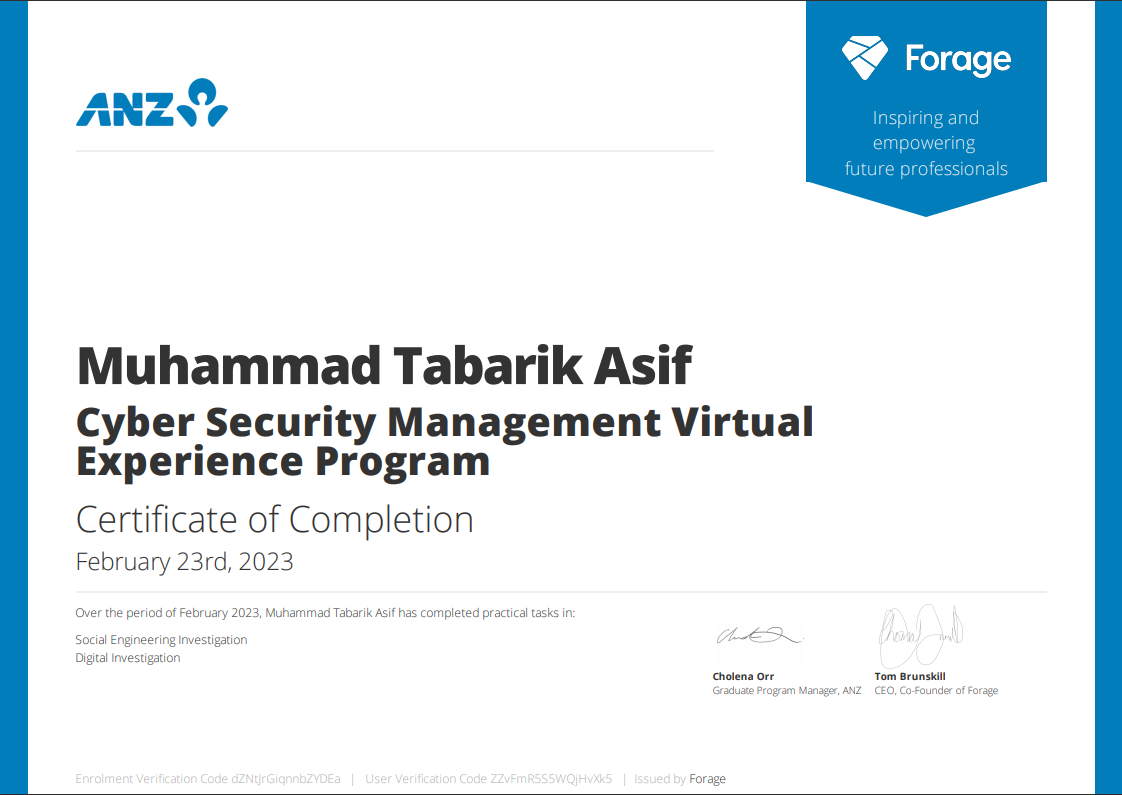 ANZ
Forage
Inspiring and
empowering
future professionals
Muhammad Tabarik Asif
Cyber Security Management Virtual
Experience Program
Certificate of Completion
February 23rd, 2023
Over the period of February 2023, Muhammad Tabarik Asif has completed practical tasks in:
Social Engineering Investigation
Digital Investigation
Cholena Orr
Graduate Program Manager, ANZ
Tom Brunskill
CEO, Co-Founder of Forage
Enrolment Verification Code dZNtJrGiqnnbZYDEa | User Verification Code ZZvFmR5S5WQjHvXk5 | Issued by Forage